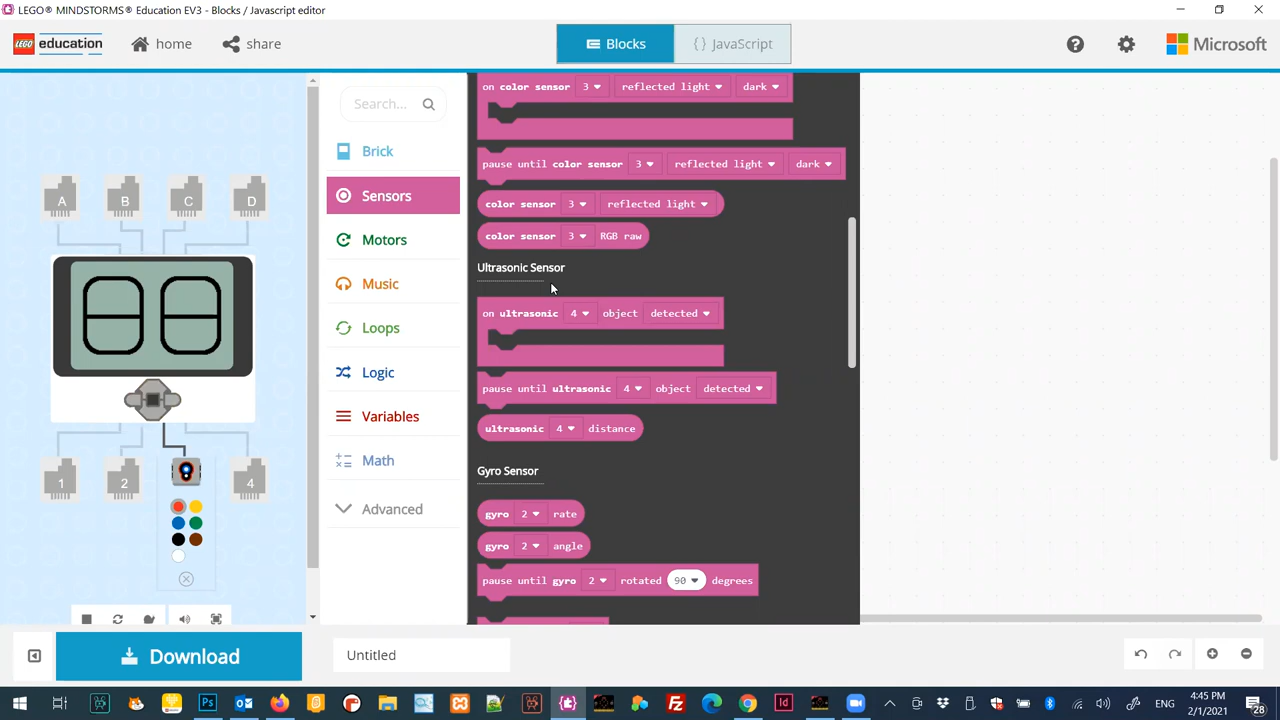 LEGO® MINDSTORMS® Education EV3 - Blocks / Javascript editor
LEGO education
home
share
Blocks
{ } JavaScript
Microsoft
Search...
Brick
Sensors
Motors
Music
Loops
Logic
Variables
Math
Advanced
A B C D
1 2 4
on color sensor 3 reflected light dark
pause until color sensor 3 reflected light dark
color sensor 3 reflected light
color sensor 3 RGB raw
Ultrasonic Sensor
on ultrasonic 4 object detected
pause until ultrasonic 4 object detected
ultrasonic 4 distance
Gyro Sensor
gyro 2 rate
gyro 2 angle
pause until gyro 2 rotated 90 degrees
Download
Untitled
Ps
Fz
Id
ENG
4:45 PM
2/1/2021
28